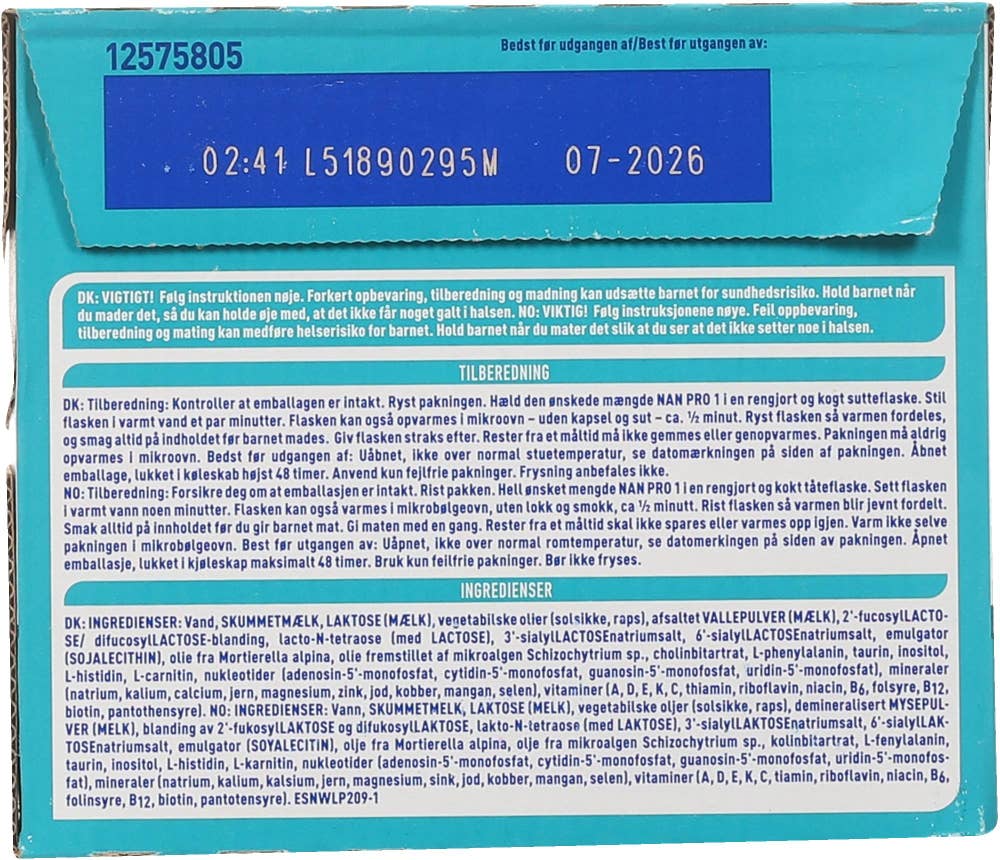 12575805
Bedst før udgangen af/Best før utgangen av:
02:41 L51890295M 07-2026
DK: VIGTIGT! Følg instruktionen nøje. Forkert opbevaring, tilberedning og madning kan udsætte barnet for sundhedsrisiko. Hold barnet når
du mader det, så du kan holde øje med, at det ikke får noget galt i halsen. NO: VIKTIG! Følg instruksjonene nøye. Feil oppbevaring,
tilberedning og mating kan medføre helserisiko for barnet. Hold barnet når du mater det slik at du ser at det ikke setter noe i halsen.
TILBEREDNING
DK: Tilberedning: Kontroller at emballagen er intakt. Ryst pakningen. Hæld den ønskede mængde NAN PRO 1 i en rengjort og kogt sutteflaske. Stil
flasken i varmt vand et par minutter. Flasken kan også opvarmes i mikroovn – uden kapsel og sut – ca. ½ minut. Ryst flasken så varmen fordeles,
og smag altid på indholdet før barnet mades. Giv flasken straks efter. Rester fra et måltid må ikke gemmes eller genopvarmes. Pakningen må aldrig
opvarmes i mikroovn. Bedst før udgangen af: Uåbnet, ikke over normal stuetemperatur, se datomærkningen på siden af pakningen. Åbnet
emballage, lukket i køleskab højst 48 timer. Anvend kun fejlfrie pakninger. Frysning anbefales ikke.
NO: Tilberedning: Forsikre deg om at emballasjen er intakt. Rist pakken. Hell ønsket mengde NAN PRO 1 i en rengjort og kokt tåteflaske. Sett flasken
i varmt vann noen minutter. Flasken kan også varmes i mikrobølgeovn, uten lokk og smokk, ca ½ minutt. Rist flasken så varmen blir jevnt fordelt.
Smak alltid på innholdet før du gir barnet mat. Gi maten med en gang. Rester fra et måltid skal ikke spares eller varmes opp igjen. Varm ikke selve
pakningen i mikrobølgeovn. Best før utgangen av: Uåpnet, ikke over normal romtemperatur, se datomerkingen på siden av pakningen. Åpnet
emballasje, lukket i kjøleskap maksimalt 48 timer. Bruk kun feilfrie pakninger. Bør ikke fryses.
INGREDIENSER
DK: INGREDIENSER: Vand, SKUMMETMÆLK, LAKTOSE (MÆLK), vegetabilske olier (solsikke, raps), afsaltet VALLEPULVER (MÆLK), 2'-fucosylLACTO-
SE/ difucosylLACTOSE-blanding, lacto-N-tetraose (med LACTOSE), 3'-sialylLACTOSEnatriumsalt, 6'-sialylLACTOSEnatriumsalt, emulgator
(SOJALECITHIN), olie fra Mortierella alpina, olie fremstillet af mikroalgen Schizochytrium sp., cholinbitartrat, L-phenylalanin, taurin, inositol,
L-histidin, L-carnitin, nukleotider (adenosin-5'-monofosfat, cytidin-5'-monofosfat, guanosin-5'-monofosfat, uridin-5'-monofosfat), mineraler
(natrium, kalium, calcium, jern, magnesium, zink, jod, kobber, mangan, selen), vitaminer (A, D, E, K, C, thiamin, riboflavin, niacin, B6, folsyre, B12,
biotin, pantothensyre). NO: INGREDIENSER: Vann, SKUMMETMELK, LAKTOSE (MELK), vegetabilske oljer (solsikke, raps), demineralisert MYSEPUL-
VER (MELK), blanding av 2'-fukosylLAKTOSE og difukosylLAKTOSE, lakto-N-tetraose (med LAKTOSE), 3'-sialylLAKTOSEnatriumsalt, 6'-sialylLAK-
TOSEnatriumsalt, emulgator (SOYALECITIN), olje fra Mortierella alpina, olje fra mikroalgen Schizochytrium sp., kolinbitartrat, L-fenylalanin,
taurin, inositol, L-histidin, L-karnitin, nukleotider (adenosin-5'-monofosfat, cytidin-5'-monofosfat, guanosin-5'-monofosfat, uridin-5'-monofos-
fat), mineraler (natrium, kalium, kalsium, jern, magnesium, sink, jod, kobber, mangan, selen), vitaminer (A, D, E, K, C, tiamin, riboflavin, niacin, B6,
folinsyre, B12, biotin, pantotensyre). ESNWLP209-1